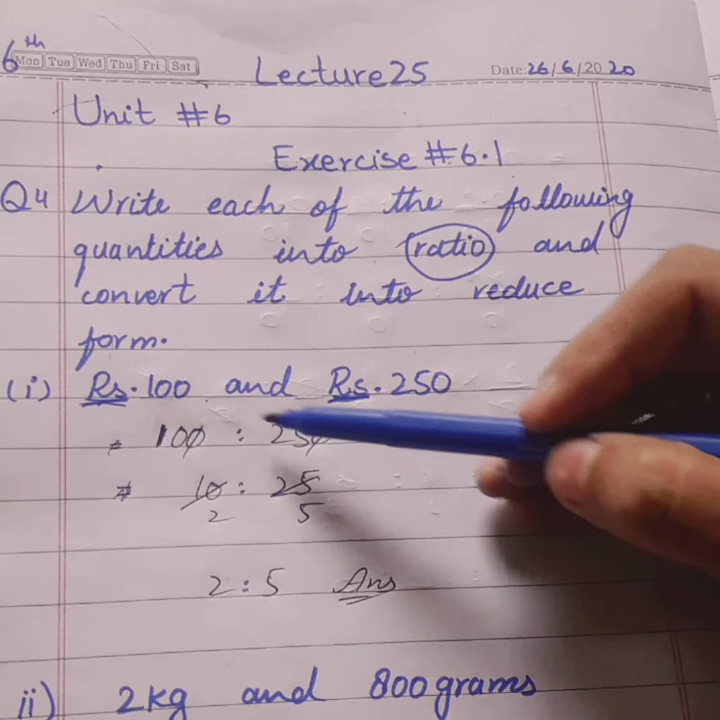 6th
Mon Tue Wed Thu Fri Sat
Lecture 25
Date: 26/6/2020
Unit #6
Exercise #6.1
Q4 Write each of the following
quantities into ratio and
convert it into reduce
form.
(i) Rs.100 and Rs.250
= 100 : 250
= 10 : 25
2 5
2:5 Ans
ii) 2kg and 800grams